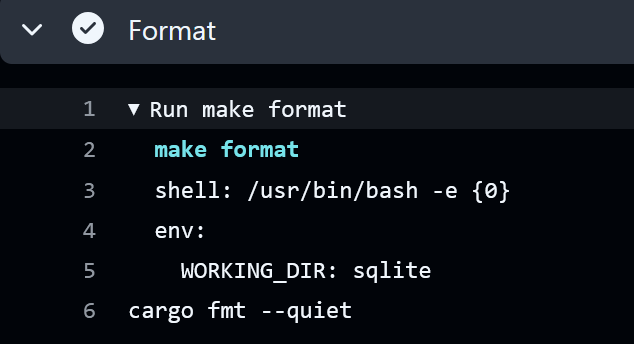 Format
1 ▼ Run make format
2 make format
3 shell: /usr/bin/bash -e {0}
4 env:
5 WORKING_DIR: sqlite
6 cargo fmt --quiet